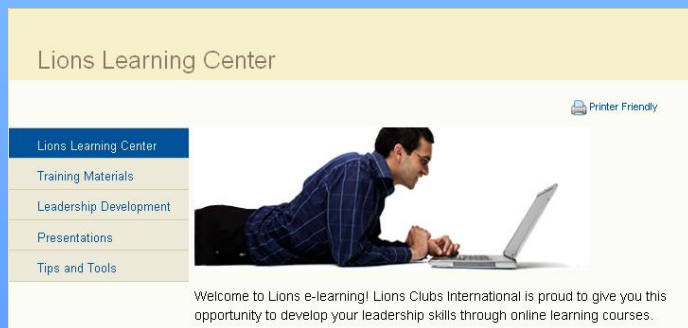 Lions Learning Center
Printer Friendly
Lions Learning Center
Training Materials
Leadership Development
Presentations
Tips and Tools
Welcome to Lions e-learning! Lions Clubs International is proud to give you this
opportunity to develop your leadership skills through online learning courses.